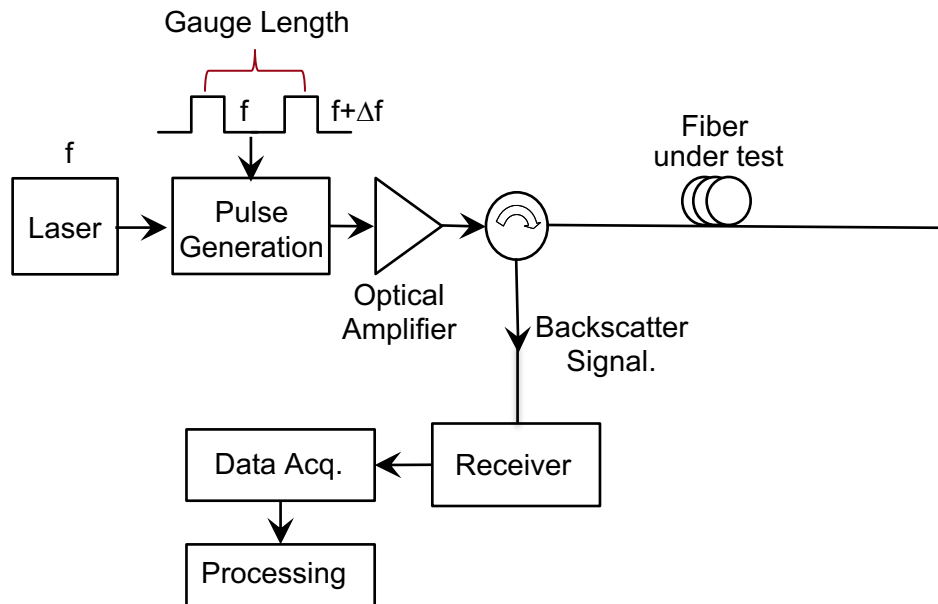 Gauge Length
f
f+Δf
f
Laser
Pulse
Generation
Optical
Amplifier
Fiber
under test
Backscatter
Signal.
Data Acq.
Receiver
Processing